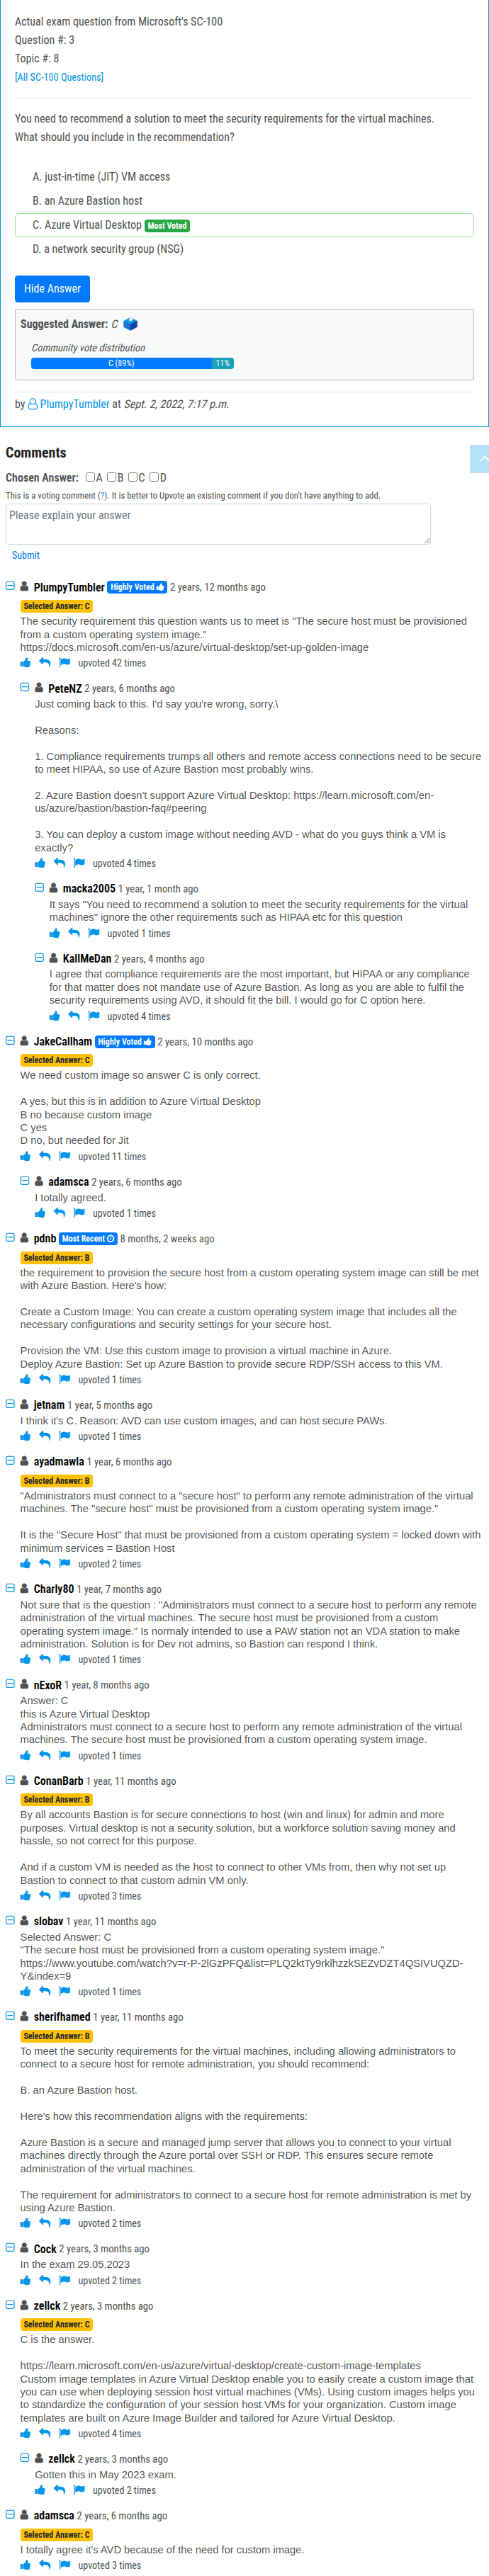 Actual exam question from Microsoft's SC-100
Question #: 3
Topic #: 8
[All SC-100 Questions]
You need to recommend a solution to meet the security requirements for the virtual machines.
What should you include in the recommendation?
A. just-in-time (JIT) VM access
B. an Azure Bastion host
C. Azure Virtual Desktop Most Voted
D. a network security group (NSG)
Hide Answer
Suggested Answer: C
Community vote distribution
C (89%) 11%
by PlumpyTumbler at Sept. 2, 2022, 7:17 p.m.
Comments
Chosen Answer: A B C D
This is a voting comment (?). It is better to Upvote an existing comment if you don't have anything to add.
Please explain your answer
Submit
PlumpyTumbler Highly Voted 2 years, 12 months ago
Selected Answer: C
The security requirement this question wants us to meet is "The secure host must be provisioned
from a custom operating system image."
https://docs.microsoft.com/en-us/azure/virtual-desktop/set-up-golden-image
upvoted 42 times
PeteNZ 2 years, 6 months ago
Just coming back to this. I'd say you're wrong, sorry.\
Reasons:
1. Compliance requirements trumps all others and remote access connections need to be secure
to meet HIPAA, so use of Azure Bastion most probably wins.
2. Azure Bastion doesn't support Azure Virtual Desktop: https://learn.microsoft.com/en-
us/azure/bastion/bastion-faq#peering
3. You can deploy a custom image without needing AVD - what do you guys think a VM is
exactly?
upvoted 4 times
macka2005 1 year, 1 month ago
It says "You need to recommend a solution to meet the security requirements for the virtual
machines" ignore the other requirements such as HIPAA etc for this question
upvoted 1 times
KallMeDan 2 years, 4 months ago
I agree that compliance requirements are the most important, but HIPAA or any compliance
for that matter does not mandate use of Azure Bastion. As long as you are able to fulfil the
security requirements using AVD, it should fit the bill. I would go for C option here.
upvoted 4 times
JakeCallham Highly Voted 2 years, 10 months ago
Selected Answer: C
We need custom image so answer C is only correct.
A yes, but this is in addition to Azure Virtual Desktop
B no because custom image
C yes
D no, but needed for Jit
upvoted 11 times
adamsca 2 years, 6 months ago
I totally agreed.
upvoted 1 times
pdnb Most Recent 8 months, 2 weeks ago
Selected Answer: B
the requirement to provision the secure host from a custom operating system image can still be met
with Azure Bastion. Here's how:
Create a Custom Image: You can create a custom operating system image that includes all the
necessary configurations and security settings for your secure host.
Provision the VM: Use this custom image to provision a virtual machine in Azure.
Deploy Azure Bastion: Set up Azure Bastion to provide secure RDP/SSH access to this VM.
upvoted 1 times
jetnam 1 year, 5 months ago
I think it's C. Reason: AVD can use custom images, and can host secure PAWs.
upvoted 1 times
ayadmawla 1 year, 6 months ago
Selected Answer: B
"Administrators must connect to a "secure host" to perform any remote administration of the virtual
machines. The "secure host" must be provisioned from a custom operating system image."
It is the "Secure Host" that must be provisioned from a custom operating system = locked down with
minimum services = Bastion Host
upvoted 2 times
Charly80 1 year, 7 months ago
Not sure that is the question : "Administrators must connect to a secure host to perform any remote
administration of the virtual machines. The secure host must be provisioned from a custom
operating system image." Is normaly intended to use a PAW station not an VDA station to make
administration. Solution is for Dev not admins, so Bastion can respond I think.
upvoted 1 times
nExoR 1 year, 8 months ago
Answer: C
this is Azure Virtual Desktop
Administrators must connect to a secure host to perform any remote administration of the virtual
machines. The secure host must be provisioned from a custom operating system image.
upvoted 1 times
ConanBarb 1 year, 11 months ago
Selected Answer: B
By all accounts Bastion is for secure connections to host (win and linux) for admin and more
purposes. Virtual desktop is not a security solution, but a workforce solution saving money and
hassle, so not correct for this purpose.
And if a custom VM is needed as the host to connect to other VMs from, then why not set up
Bastion to connect to that custom admin VM only.
upvoted 3 times
slobav 1 year, 11 months ago
Selected Answer: C
"The secure host must be provisioned from a custom operating system image."
https://www.youtube.com/watch?v=r-P-2lGzPFQ&list=PLQ2ktTy9rklhzzkSEZvDZT4QSIVUQZD-
Y&index=9
upvoted 1 times
sherifhamed 1 year, 11 months ago
Selected Answer: B
To meet the security requirements for the virtual machines, including allowing administrators to
connect to a secure host for remote administration, you should recommend:
B. an Azure Bastion host.
Here's how this recommendation aligns with the requirements:
Azure Bastion is a secure and managed jump server that allows you to connect to your virtual
machines directly through the Azure portal over SSH or RDP. This ensures secure remote
administration of the virtual machines.
The requirement for administrators to connect to a secure host for remote administration is met by
using Azure Bastion.
upvoted 2 times
Cock 2 years, 3 months ago
In the exam 29.05.2023
upvoted 2 times
zellck 2 years, 3 months ago
Selected Answer: C
C is the answer.
https://learn.microsoft.com/en-us/azure/virtual-desktop/create-custom-image-templates
Custom image templates in Azure Virtual Desktop enable you to easily create a custom image that
you can use when deploying session host virtual machines (VMs). Using custom images helps you
to standardize the configuration of your session host VMs for your organization. Custom image
templates are built on Azure Image Builder and tailored for Azure Virtual Desktop.
upvoted 4 times
zellck 2 years, 3 months ago
Gotten this in May 2023 exam.
upvoted 2 times
adamsca 2 years, 6 months ago
Selected Answer: C
I totally agree it's AVD because of the need for custom image.
upvoted 3 times